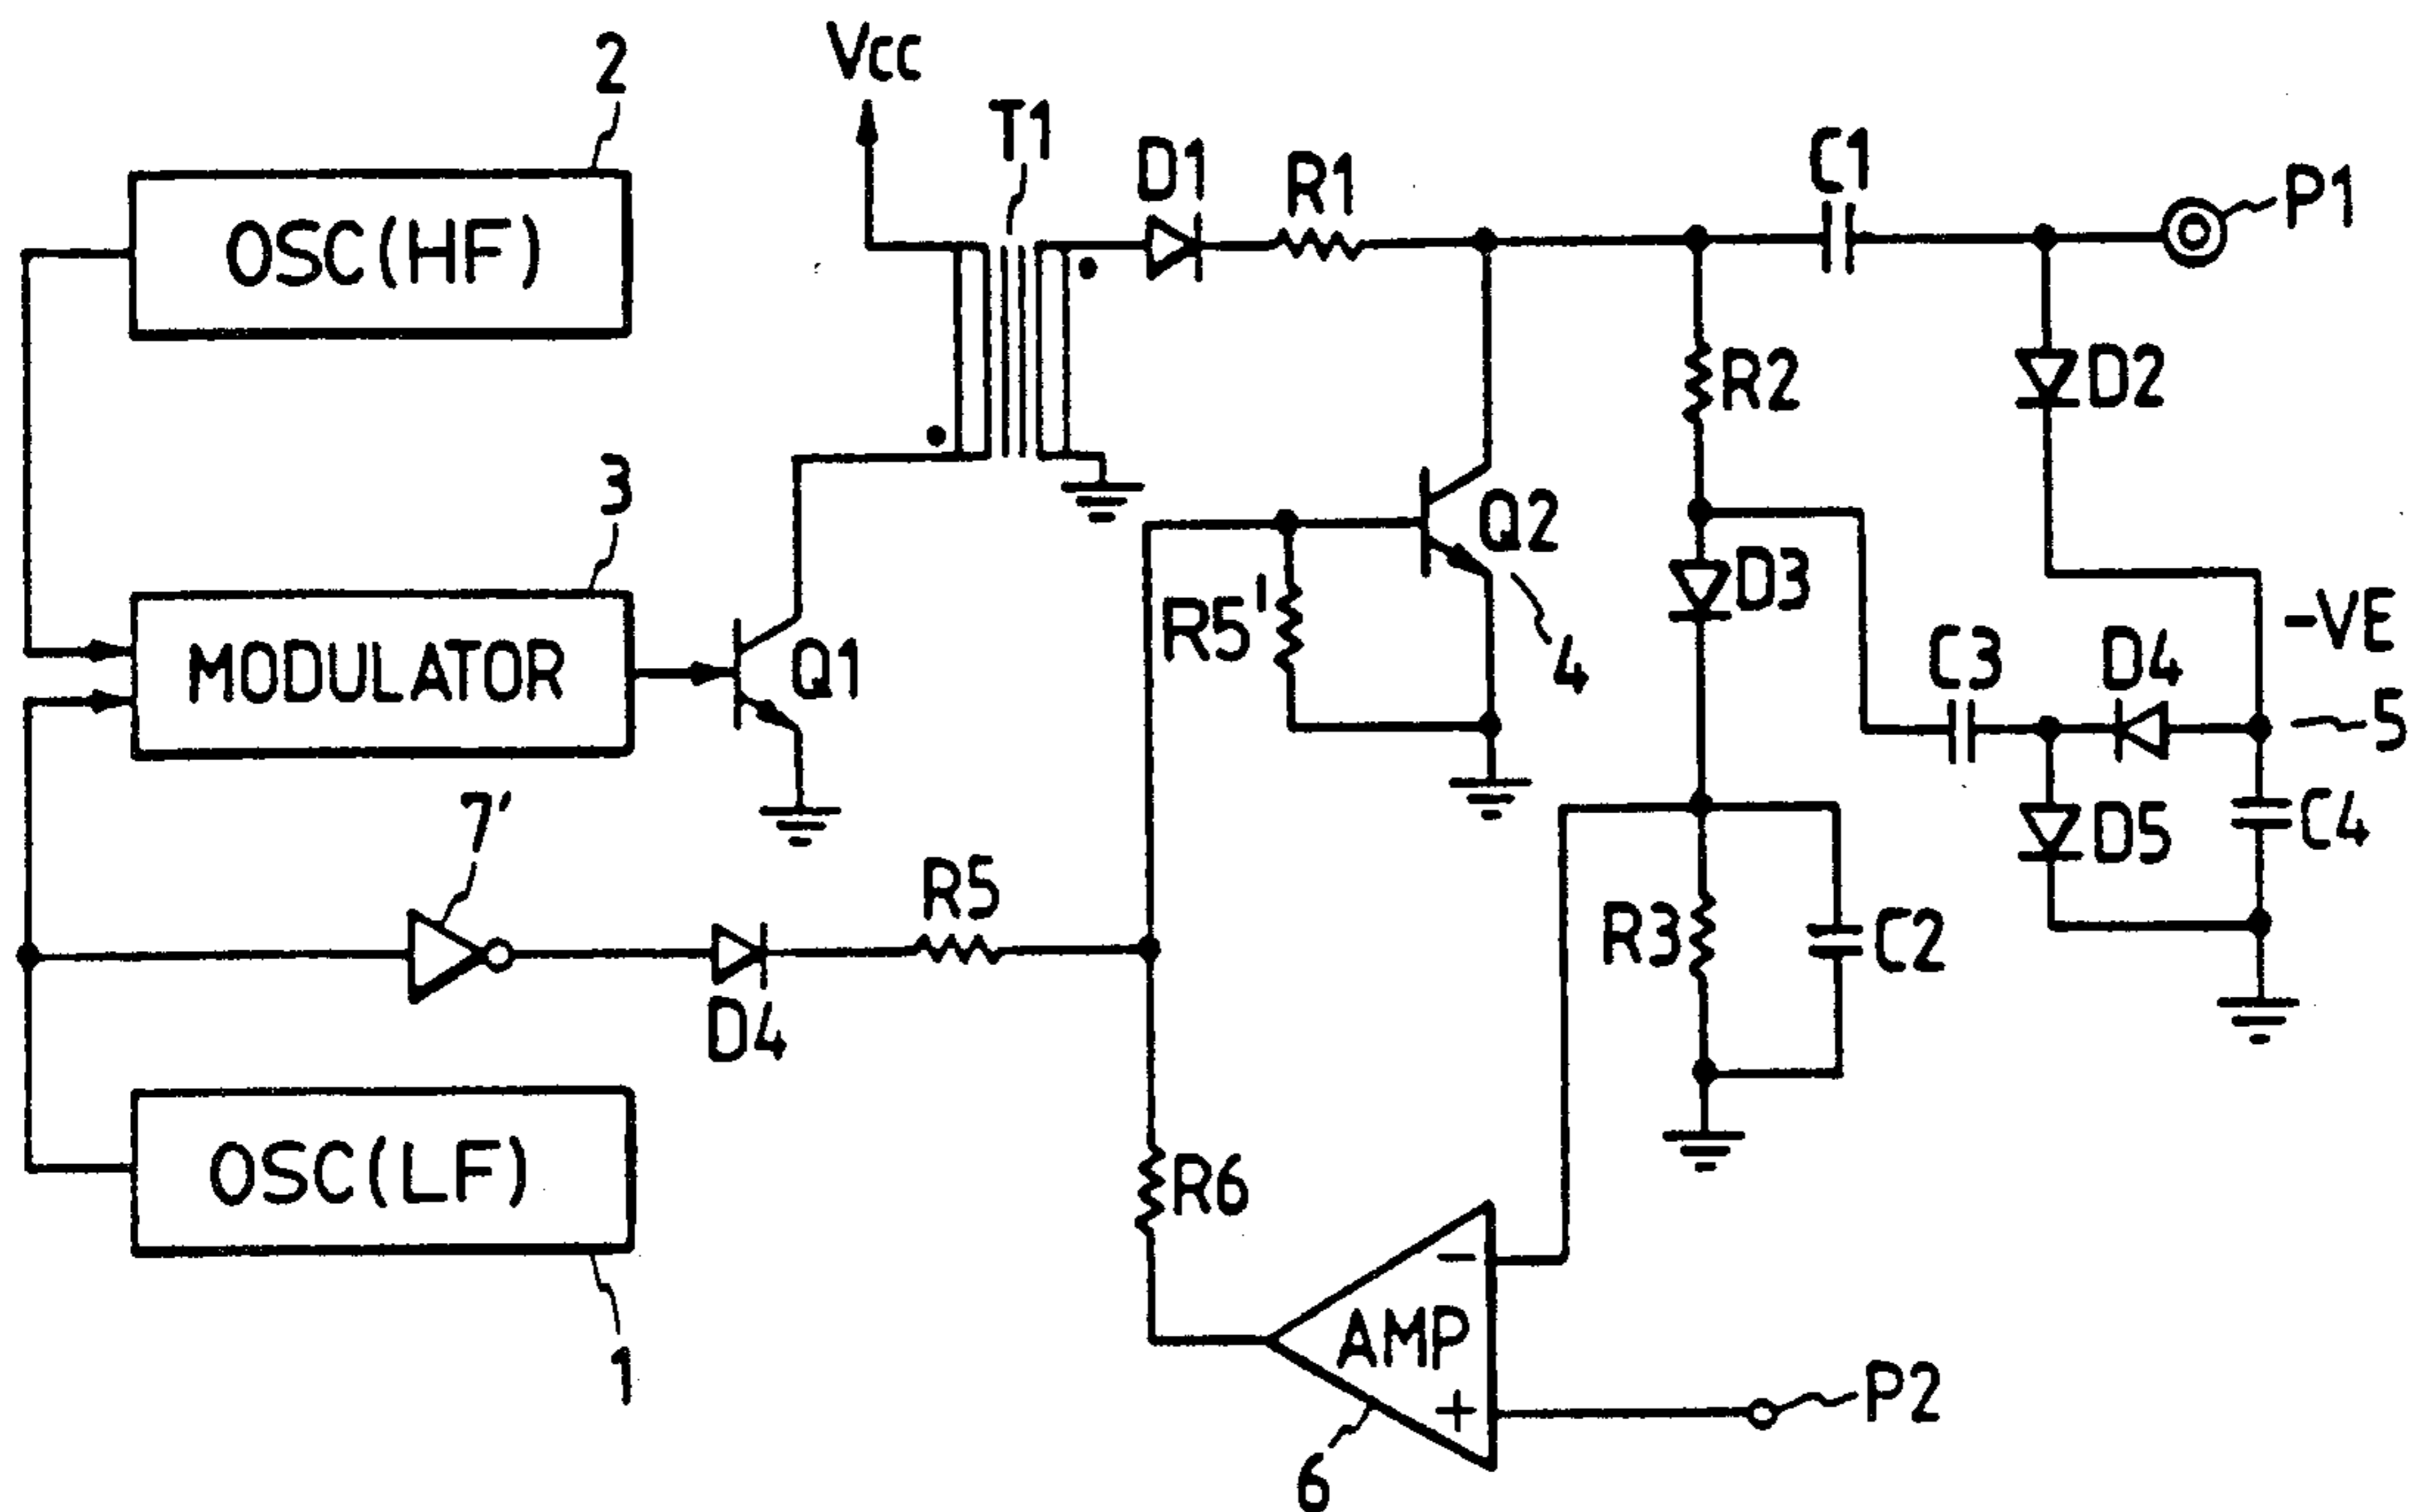 2
Vcc
T1
D1
R1
C1
P1
OSC(HF)
R2
D2
3
Q2
D3
R5'
4
-VE
MODULATOR
Q1
C3
D4
5
7'
R5
D5
C4
R3
C2
D4
OSC(LF)
R6
-
AMP
+
P2
1
6